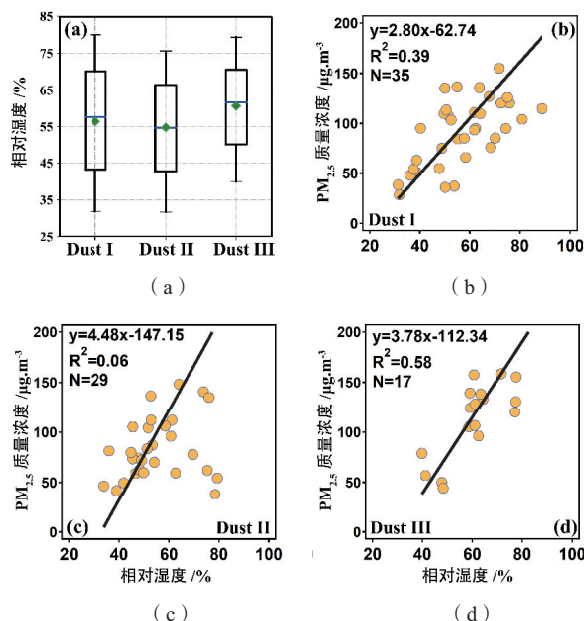 (a)
相对湿度 /%
85
75
65
55
45
35
25
Dust I Dust II Dust III
（a）
(b)
y=2.80x-62.74
R²=0.39
N=35
PM₂.₅ 质量浓度 /μg.m⁻³
200
150
100
50
0
Dust I
20 40 60 80 100
（b）
y=4.48x-147.15
R²=0.06
N=29
PM₂.₅ 质量浓度 /μg.m⁻³
200
150
100
50
0
(c)
Dust II
20 40 60 80 100
相对湿度 /%
（c）
y=3.78x-112.34
R²=0.58
N=17
PM₂.₅ 质量浓度 /μg.m⁻³
200
150
100
50
0
Dust III
(d)
20 40 60 80 100
相对湿度 /%
（d）